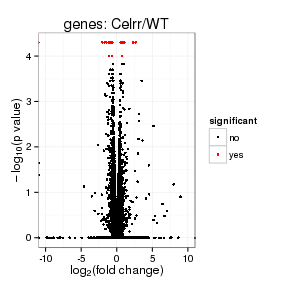 genes: Celrr/WT
−log10(p value)
4
3
2
1
0
-10
-5
0
5
10
log2(fold change)
significant
no
yes